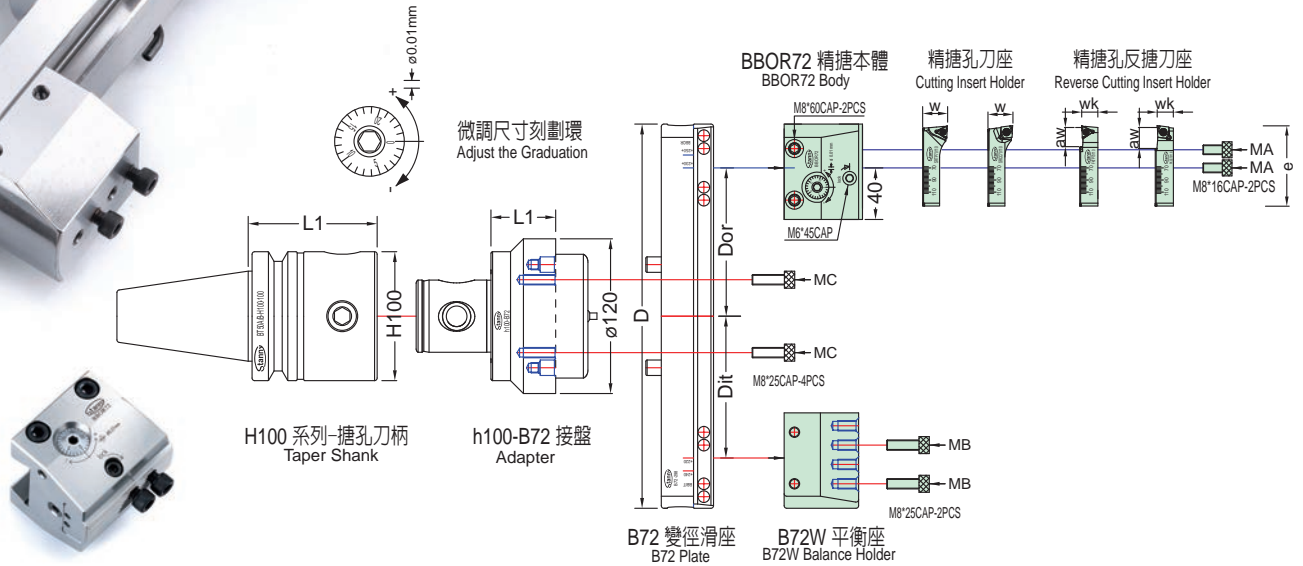 ø0.01mm
+
-
微調尺寸刻劃環
Adjust the Graduation
BBOR72 精搪本體
BBOR72 Body
M8*60CAP-2PCS
40
M6*45CAP
精搪孔刀座
Cutting Insert Holder
w
w
精搪孔反搪刀座
Reverse Cutting Insert Holder
wk
wk
aw
aw
MA
MA
M8*16CAP-2PCS
e
L1
H100
BT50A/B-H100-100
H100 系列-搪孔刀柄
Taper Shank
L1
h100-B72
ø120
h100-B72 接盤
Adapter
MC
MC
M8*25CAP-4PCS
D
Dor
Dit
B72 變徑滑座
B72 Plate
MB
MB
M8*25CAP-2PCS
B72W 平衡座
B72W Balance Holder